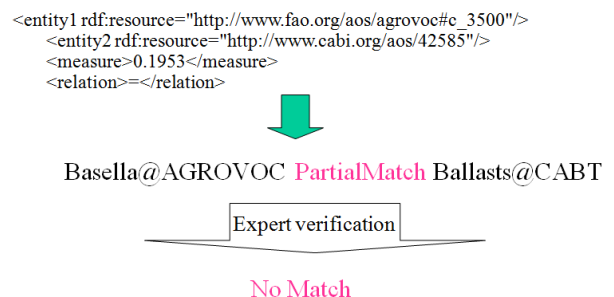 <entity1 rdf:resource="http://www.fao.org/aos/agrovoc#c_3500"/>
<entity2 rdf:resource="http://www.cabi.org/aos/42585"/>
<measure>0.1953</measure>
<relation>=</relation>
Basella@AGROVOC PartialMatch Ballasts@CABT
Expert verification
No Match